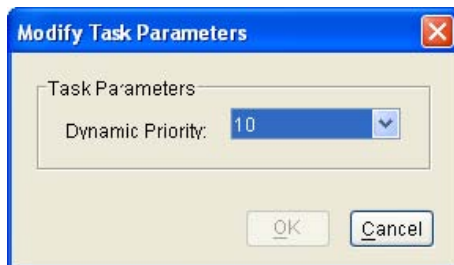 Modify Task Parameters
Task Parameters
Dynamic Priority: 10
OK Cancel